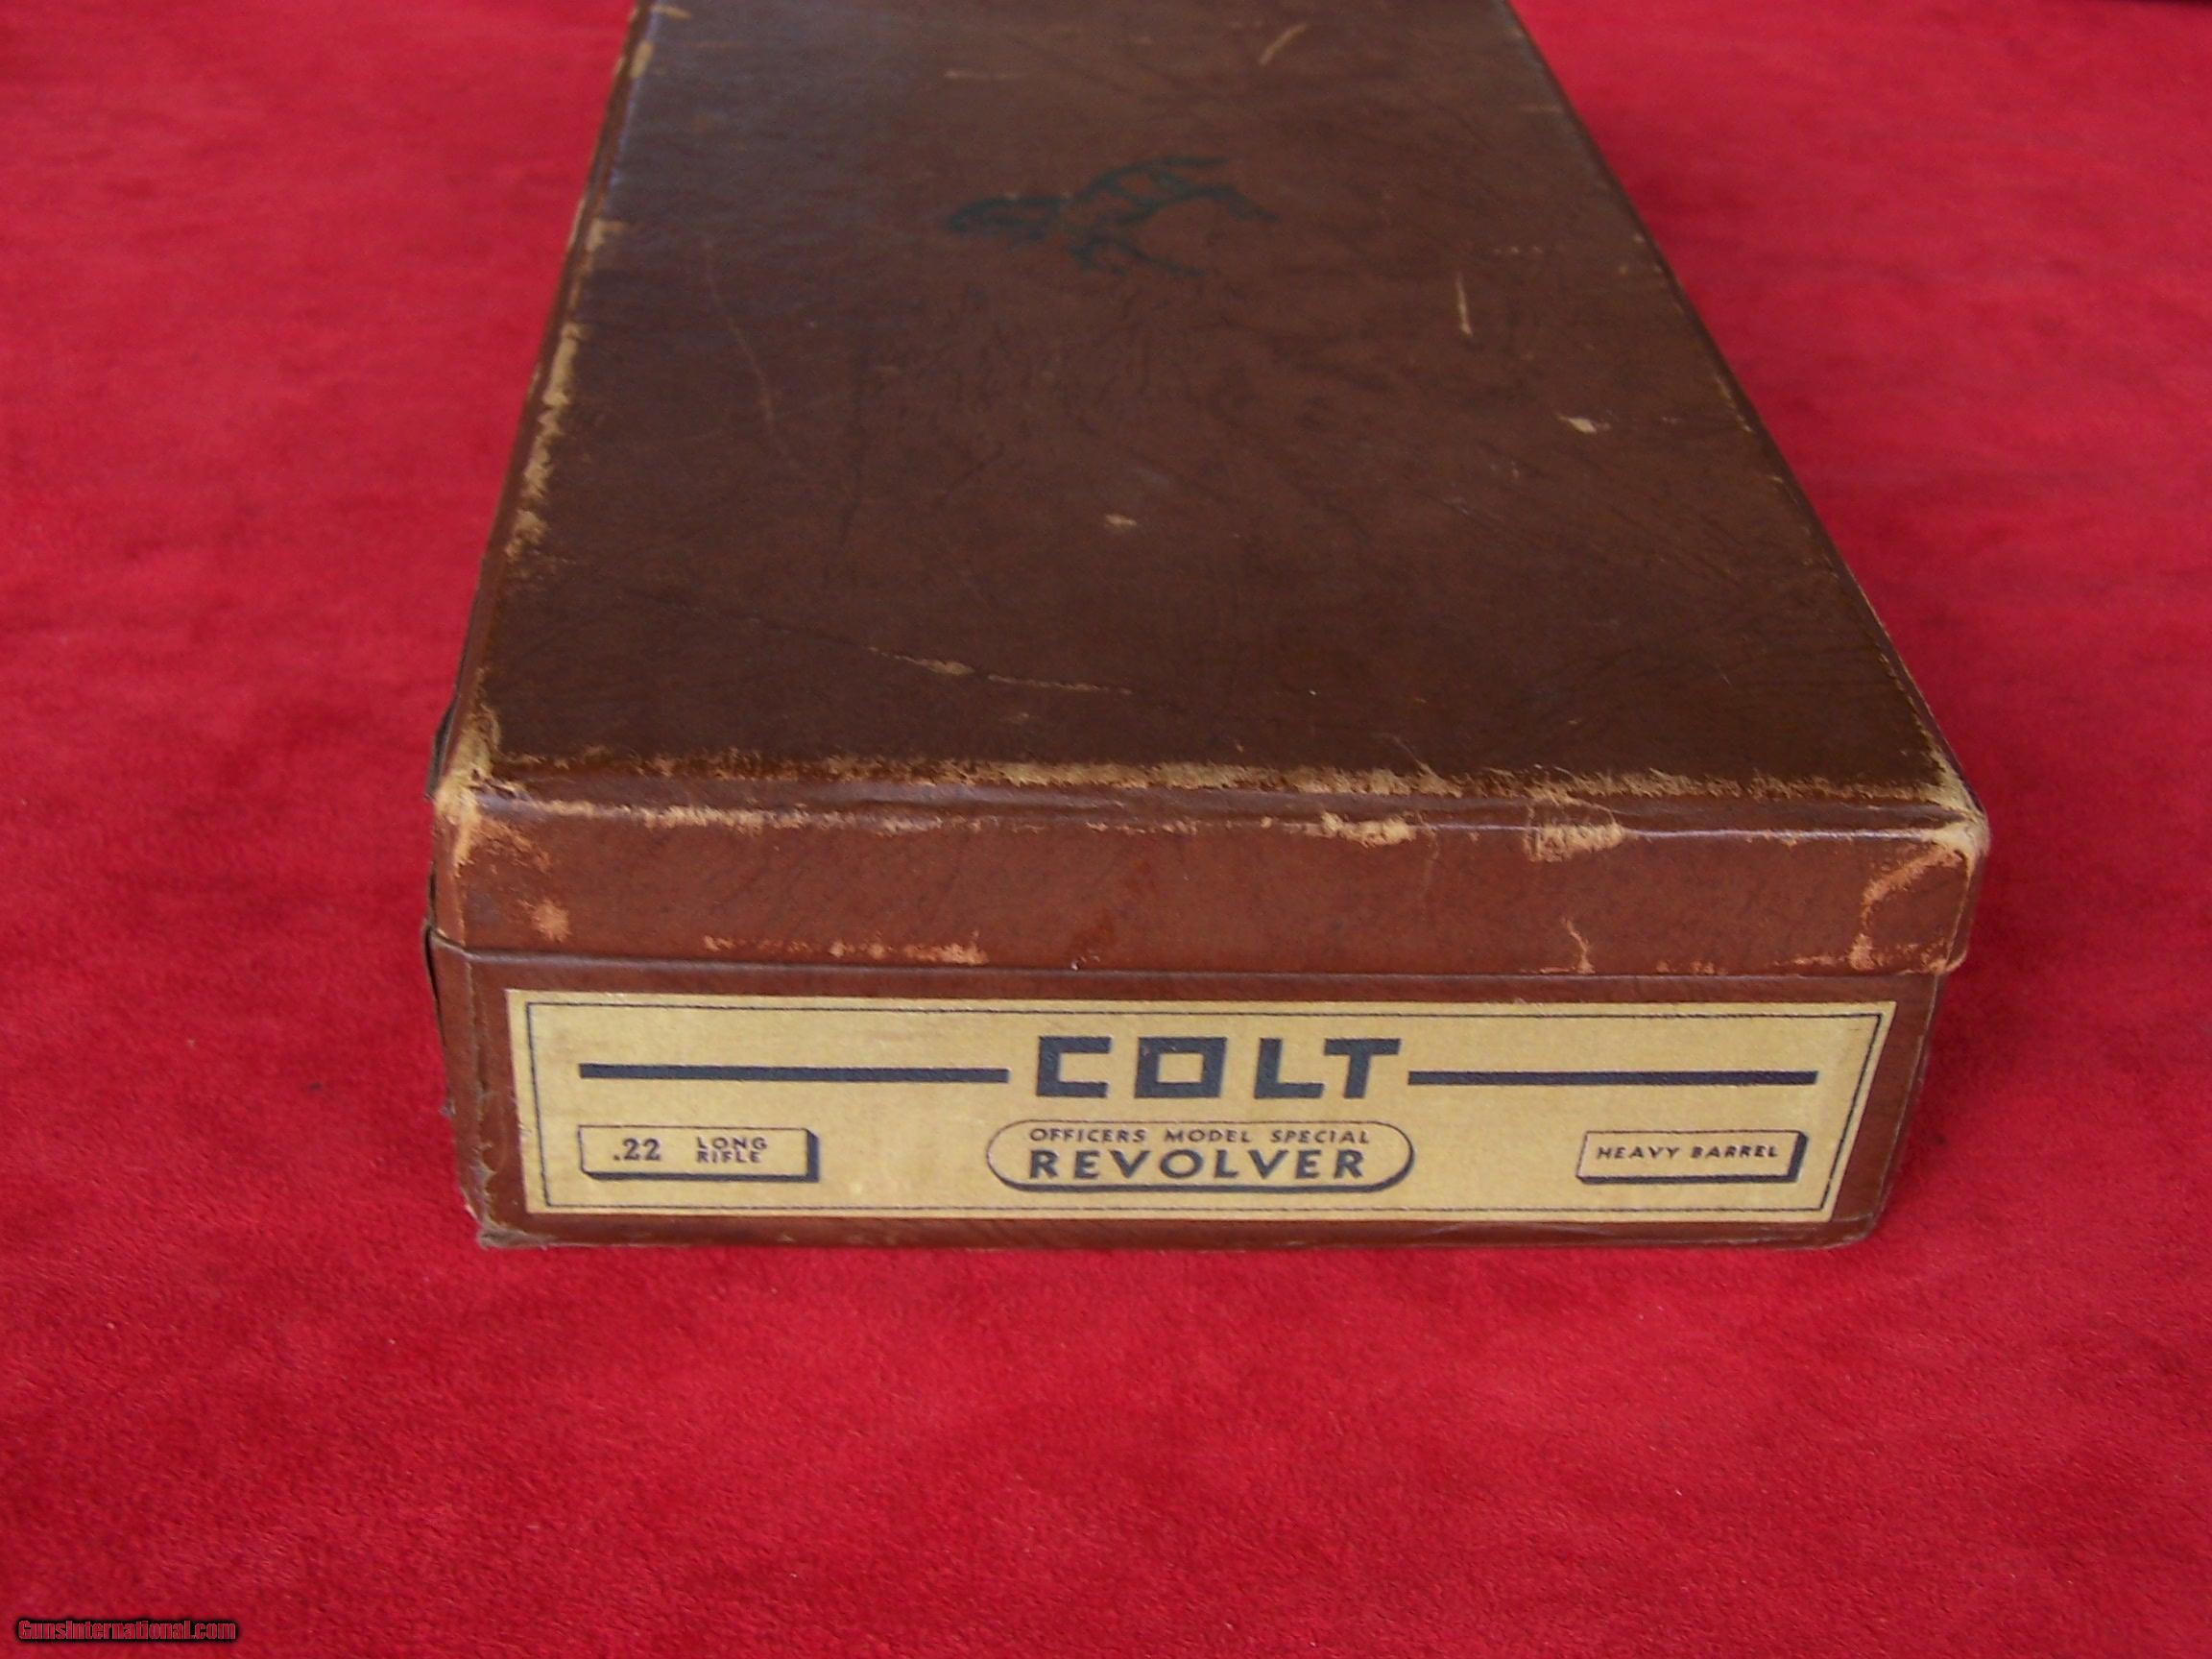 COLT
.22 LONG RIFLE
OFFICERS MODEL SPECIAL
REVOLVER
HEAVY BARREL
GunsInternational.com